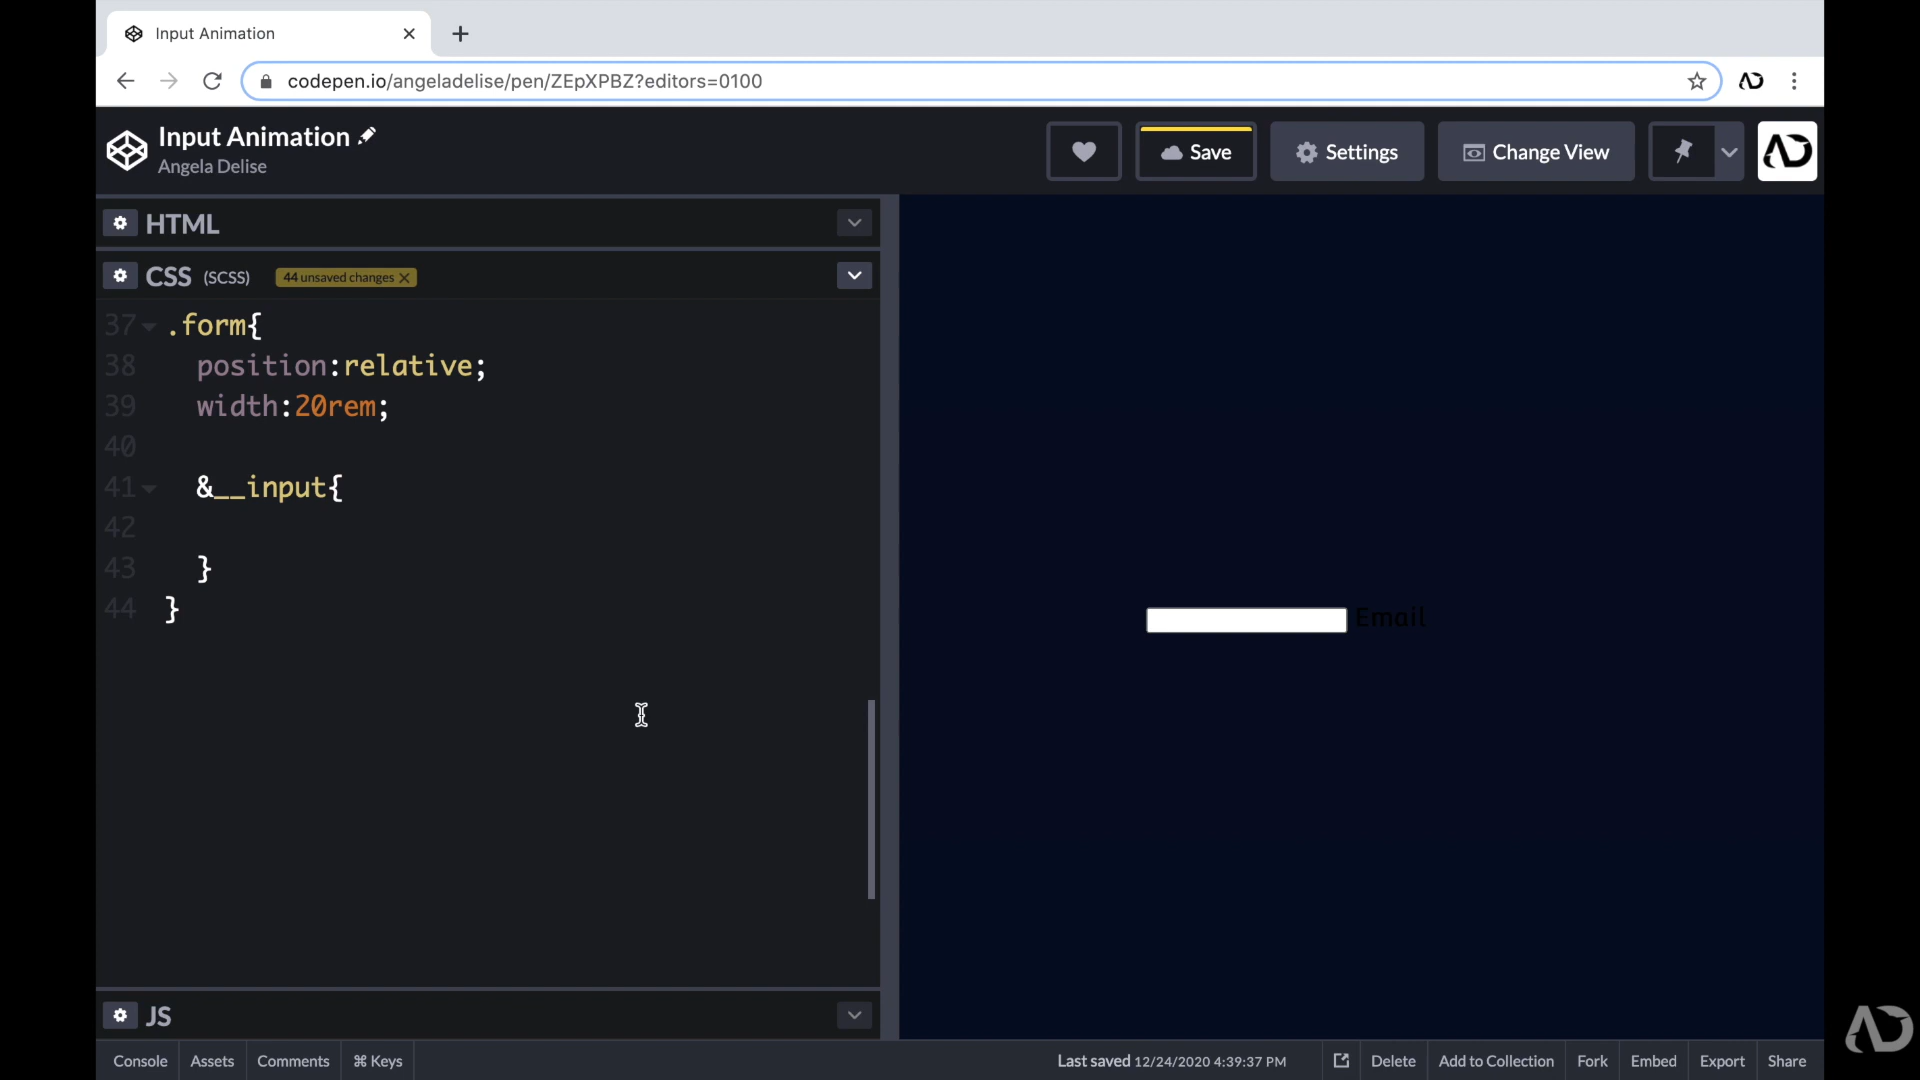 Input Animation
codepen.io/angeladelise/pen/ZEpXPBZ?editors=0100
Input Animation
Angela Delise
Save
Settings
Change View
HTML
CSS (SCSS) 44 unsaved changes
37 .form{
38 position:relative;
39 width:20rem;
40
41 &__input{
42
43 }
44 }
Email
JS
Console Assets Comments ⌘ Keys
Last saved 12/24/2020 4:39:37 PM
Delete Add to Collection Fork Embed Export Share